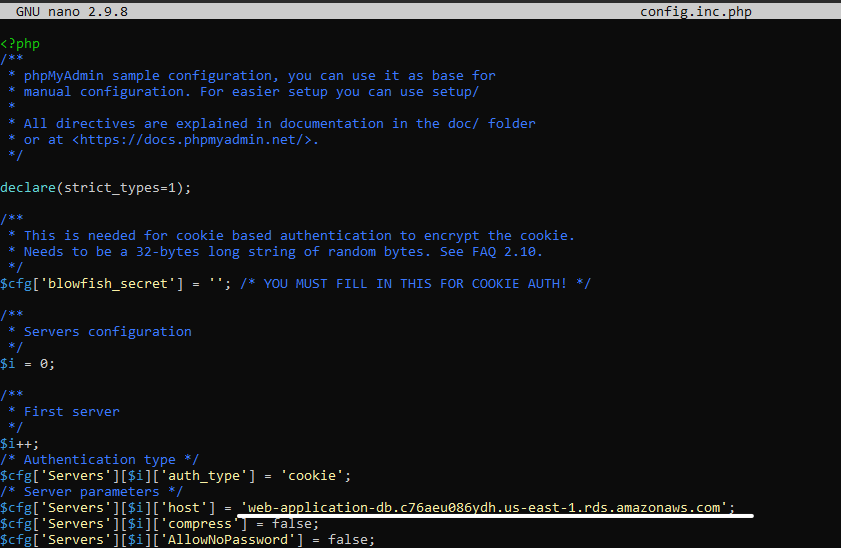 GNU nano 2.9.8 config.inc.php
<?php
/**
 * phpMyAdmin sample configuration, you can use it as base for
 * manual configuration. For easier setup you can use setup/
 *
 * All directives are explained in documentation in the doc/ folder
 * or at <https://docs.phpmyadmin.net/>.
 */
declare(strict_types=1);
/**
 * This is needed for cookie based authentication to encrypt the cookie.
 * Needs to be a 32-bytes long string of random bytes. See FAQ 2.10.
 */
$cfg['blowfish_secret'] = ''; /* YOU MUST FILL IN THIS FOR COOKIE AUTH! */
/**
 * Servers configuration
 */
$i = 0;
/**
 * First server
 */
$i++;
/* Authentication type */
$cfg['Servers'][$i]['auth_type'] = 'cookie';
/* Server parameters */
$cfg['Servers'][$i]['host'] = 'web-application-db.c76aeu086ydh.us-east-1.rds.amazonaws.com';
$cfg['Servers'][$i]['compress'] = false;
$cfg['Servers'][$i]['AllowNoPassword'] = false;